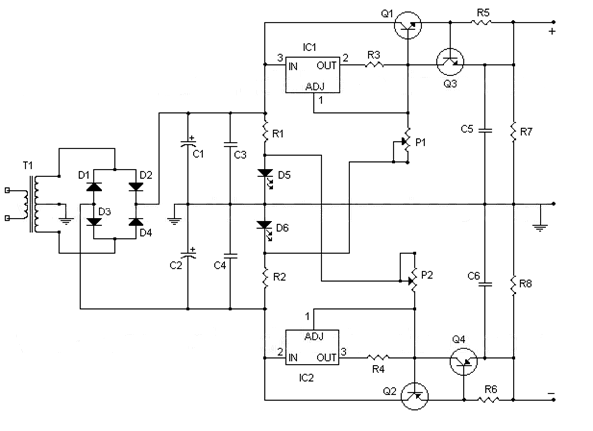 Q1
R5
+
IC1
3
IN
OUT
2
R3
ADJ
1
Q3
C5
R7
R1
P1
C1
C3
T1
D1
D2
D5
D3
D4
D6
C2
C4
R2
P2
C6
R8
1
ADJ
Q4
2
IN
OUT
3
IC2
R4
Q2
R6
−